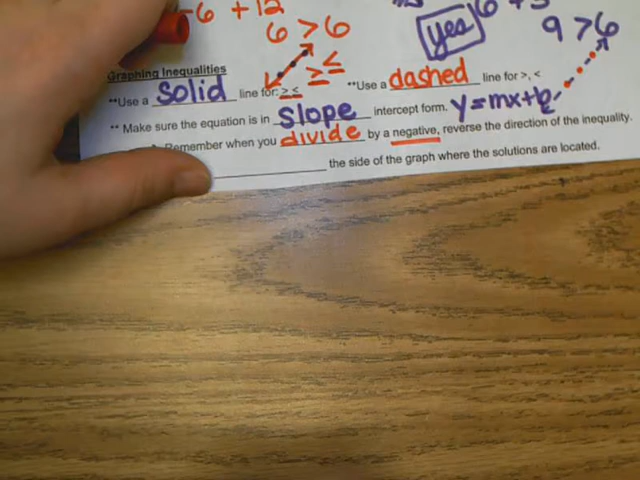 -6 + 12
6 > 6
yes
6 + 3
9 > 6
Graphing Inequalities
≥ ≤
**Use a solid line for: ≥ ≤ **Use a dashed line for >, <
** Make sure the equation is in slope intercept form. y = mx + b
Remember when you divide by a negative, reverse the direction of the inequality.
the side of the graph where the solutions are located.